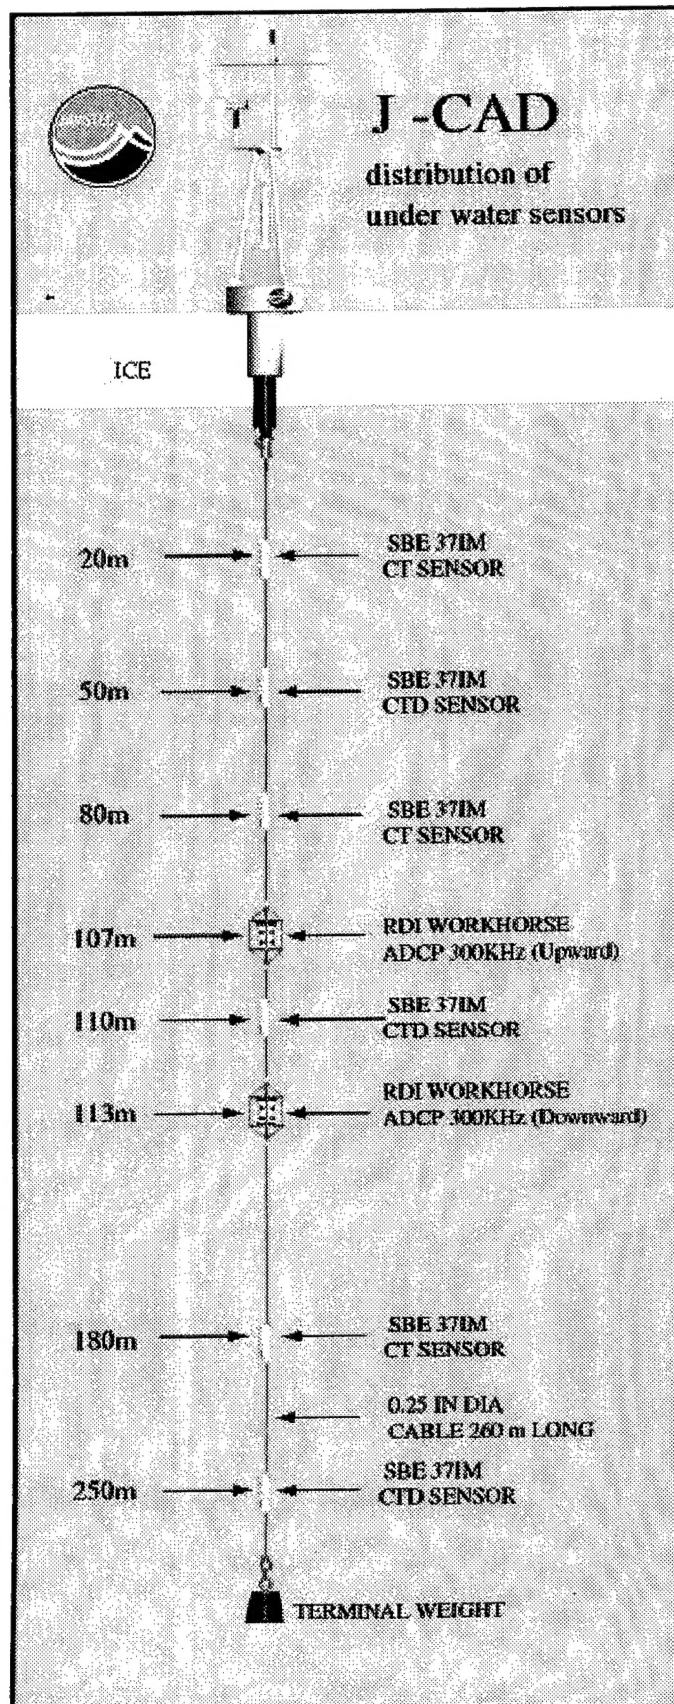 J -CAD
distribution of
under water sensors
ICE
20m
SBE 37IM
CT SENSOR
50m
SBE 37IM
CTD SENSOR
80m
SBE 37IM
CT SENSOR
107m
RDI WORKHORSE
ADCP 300KHz (Upward)
110m
SBE 37IM
CTD SENSOR
113m
RDI WORKHORSE
ADCP 300KHz (Downward)
180m
SBE 37IM
CT SENSOR
0.25 IN DIA
CABLE 260 m LONG
250m
SBE 37IM
CTD SENSOR
TERMINAL WEIGHT